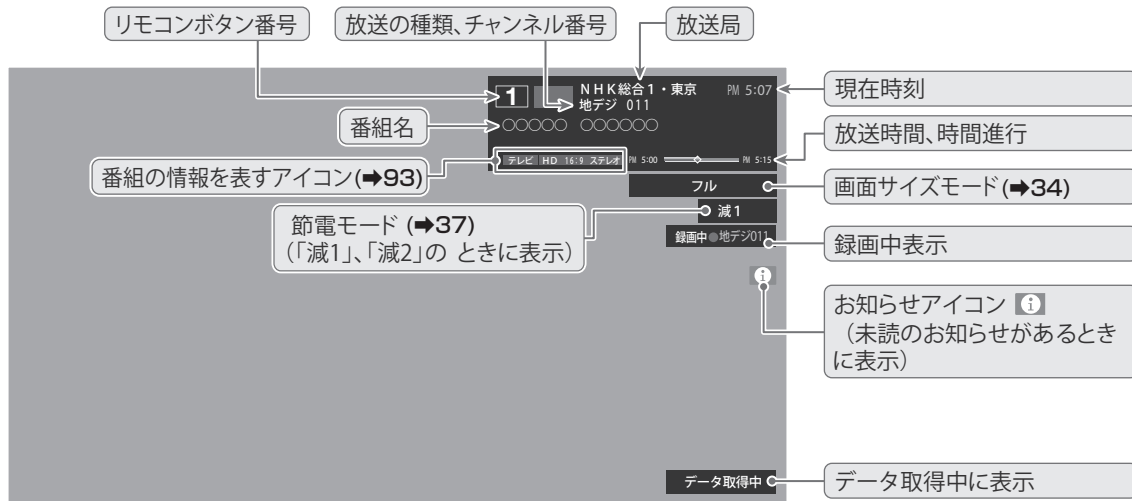 リモコンボタン番号
放送の種類、チャンネル番号
放送局
1
NHK総合1・東京
PM 5:07
地デジ 011
現在時刻
番組名
○○○○○ ○○○○○○
放送時間、時間進行
テレビ HD 16:9 ステレオ PM 5:00 PM 5:15
番組の情報を表すアイコン(➡93)
フル
画面サイズモード(➡34)
節電モード (➡37)
(「減1」、「減2」の ときに表示)
減1
録画中●地デジ011
録画中表示
i
お知らせアイコン i
(未読のお知らせがあるとき
に表示)
データ取得中
データ取得中に表示